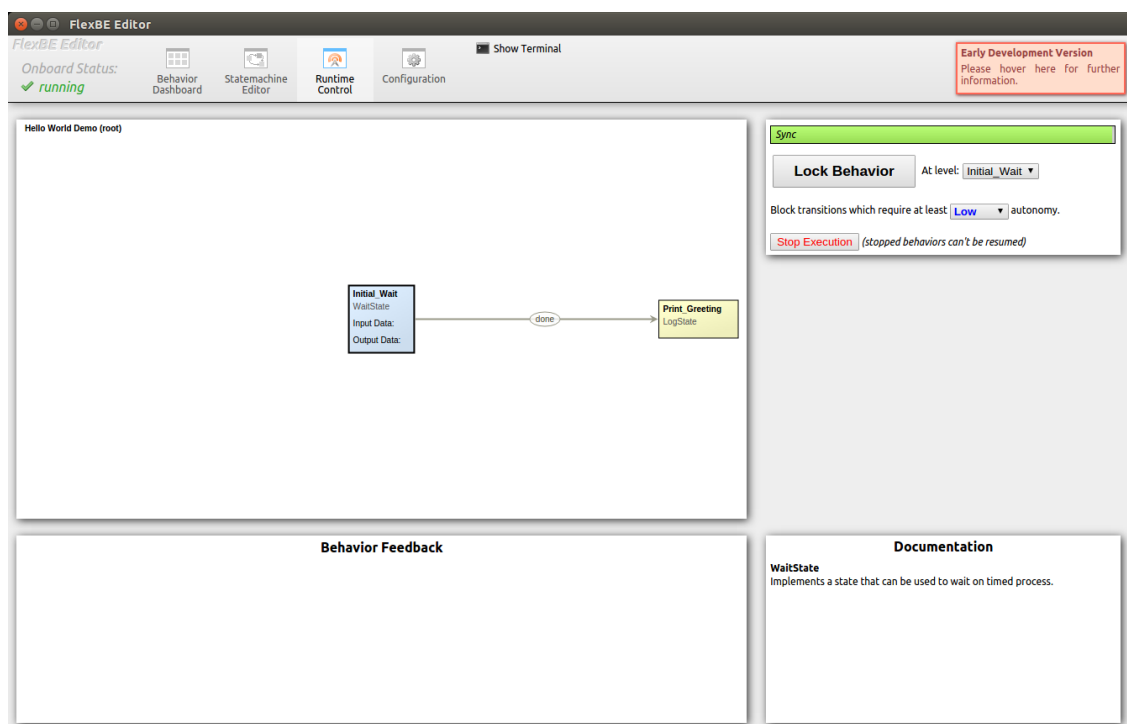 FlexBE Editor
FlexBE Editor
Onboard Status:
running
Behavior
Dashboard
Statemachine
Editor
Runtime
Control
Configuration
Show Terminal
Early Development Version
Please hover here for further
information.
Hello World Demo (root)
Initial_Wait
WaitState
Input Data:
Output Data:
done
Print_Greeting
LogState
Sync
Lock Behavior At level: Initial_Wait
Block transitions which require at least Low autonomy.
Stop Execution (stopped behaviors can't be resumed)
Behavior Feedback
Documentation
WaitState
Implements a state that can be used to wait on timed process.